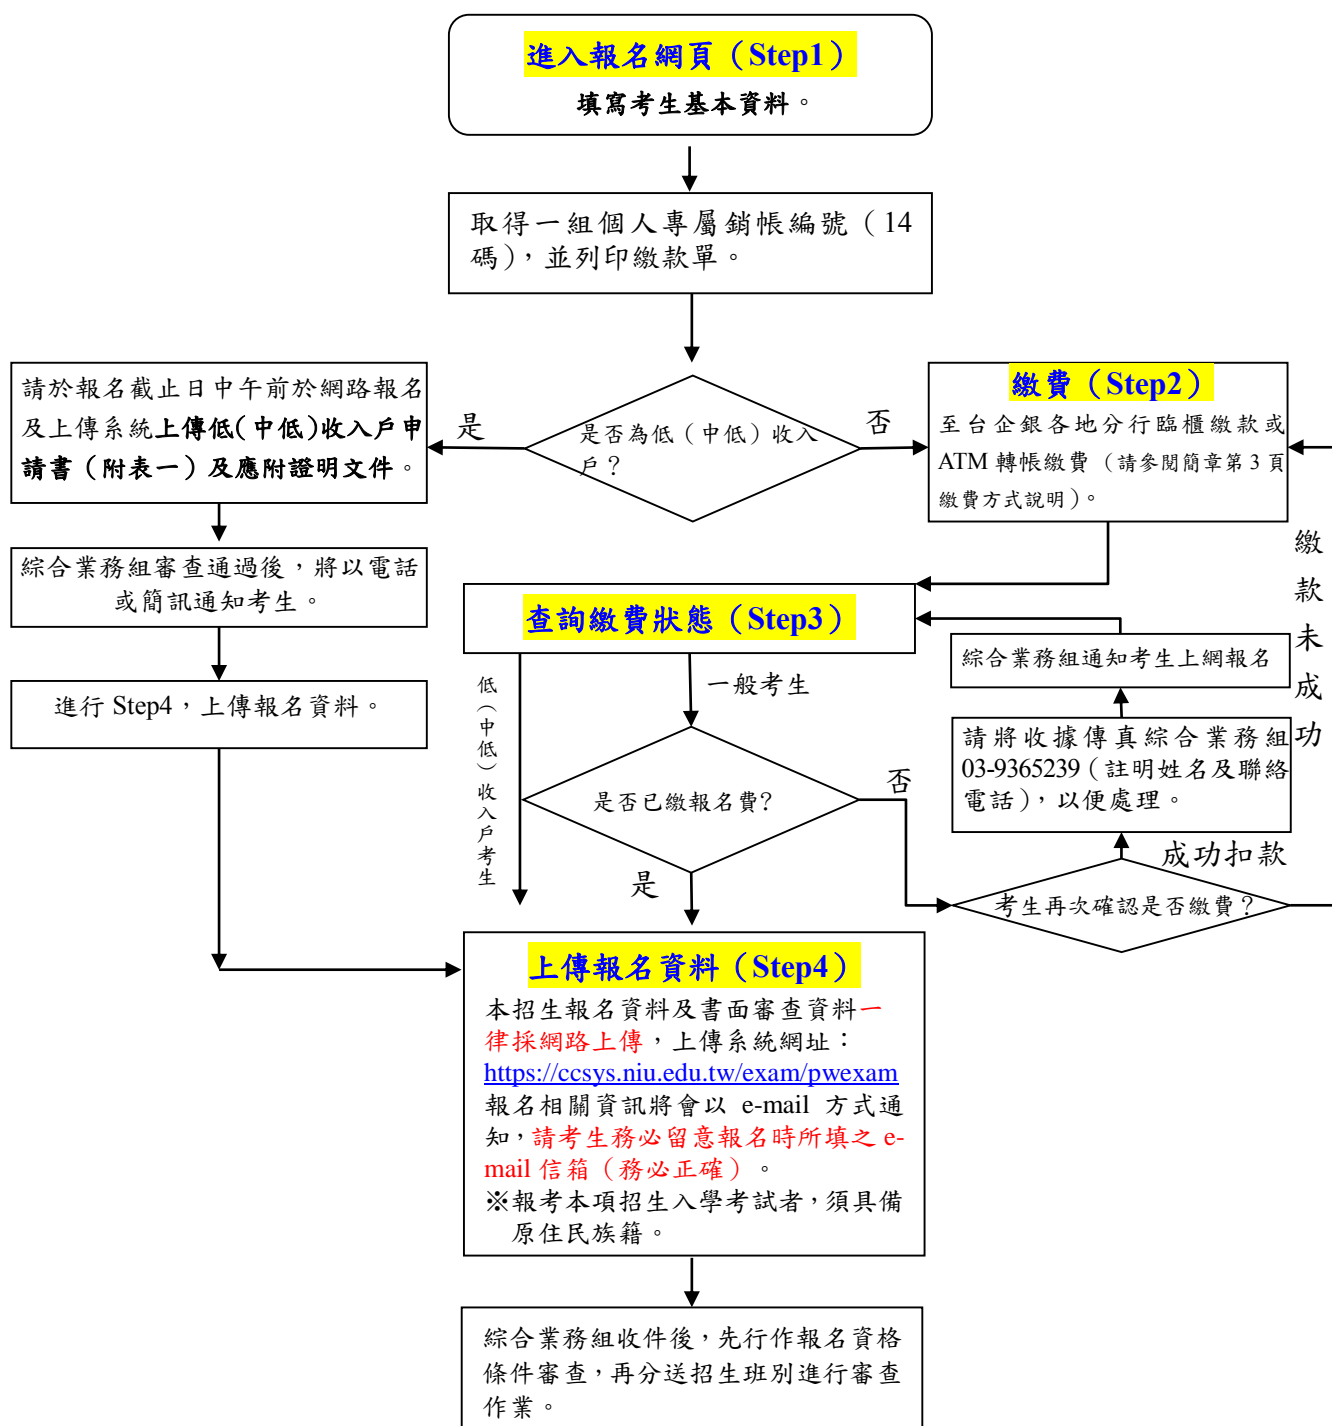 進入報名網頁（Step1）
填寫考生基本資料。
取得一組個人專屬銷帳編號（14
碼），並列印繳款單。
是否為低（中低）收入
戶？
是
否
請於報名截止日中午前於網路報名
及上傳系統上傳低(中低)收入戶申
請書（附表一）及應附證明文件。
綜合業務組審查通過後，將以電話
或簡訊通知考生。
進行 Step4，上傳報名資料。
繳費（Step2）
至台企銀各地分行臨櫃繳款或
ATM 轉帳繳費（請參閱簡章第 3 頁
繳費方式說明）。
查詢繳費狀態（Step3）
低（中低）收入戶考生
一般考生
是否已繳報名費?
是
否
考生再次確認是否繳費？
成功扣款
請將收據傳真綜合業務組
03-9365239（註明姓名及聯絡
電話），以便處理。
綜合業務組通知考生上網報名
繳款未成功
上傳報名資料（Step4）
本招生報名資料及書面審查資料一
律採網路上傳，上傳系統網址：
https://ccsys.niu.edu.tw/exam/pwexam
報名相關資訊將會以 e-mail 方式通
知，請考生務必留意報名時所填之 e-
mail 信箱（務必正確）。
※報考本項招生入學考試者，須具備
原住民族籍。
綜合業務組收件後，先行作報名資格
條件審查，再分送招生班別進行審查
作業。